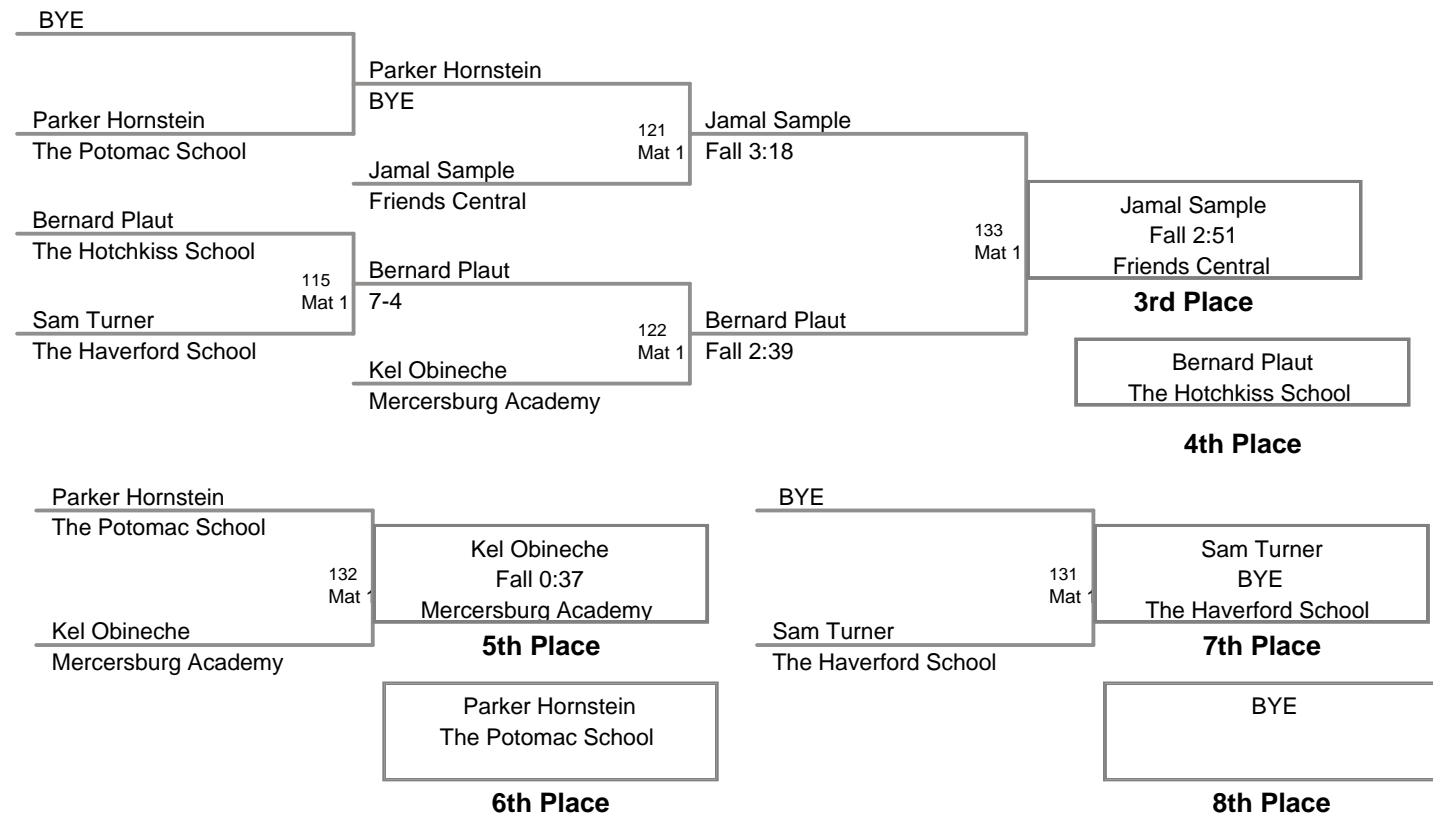 BYE
Parker Hornstein
BYE
Parker Hornstein
The Potomac School
121
Mat 1
Jamal Sample
Fall 3:18
Jamal Sample
Friends Central
Bernard Plaut
The Hotchkiss School
115
Mat 1
Bernard Plaut
7-4
Sam Turner
The Haverford School
122
Mat 1
Bernard Plaut
Fall 2:39
Kel Obineche
Mercersburg Academy
133
Mat 1
Jamal Sample
Fall 2:51
Friends Central
3rd Place
Bernard Plaut
The Hotchkiss School
4th Place
Parker Hornstein
The Potomac School
132
Mat 1
Kel Obineche
Mercersburg Academy
Kel Obineche
Fall 0:37
Mercersburg Academy
5th Place
Parker Hornstein
The Potomac School
6th Place
BYE
131
Mat 1
Sam Turner
The Haverford School
Sam Turner
BYE
The Haverford School
7th Place
BYE
8th Place